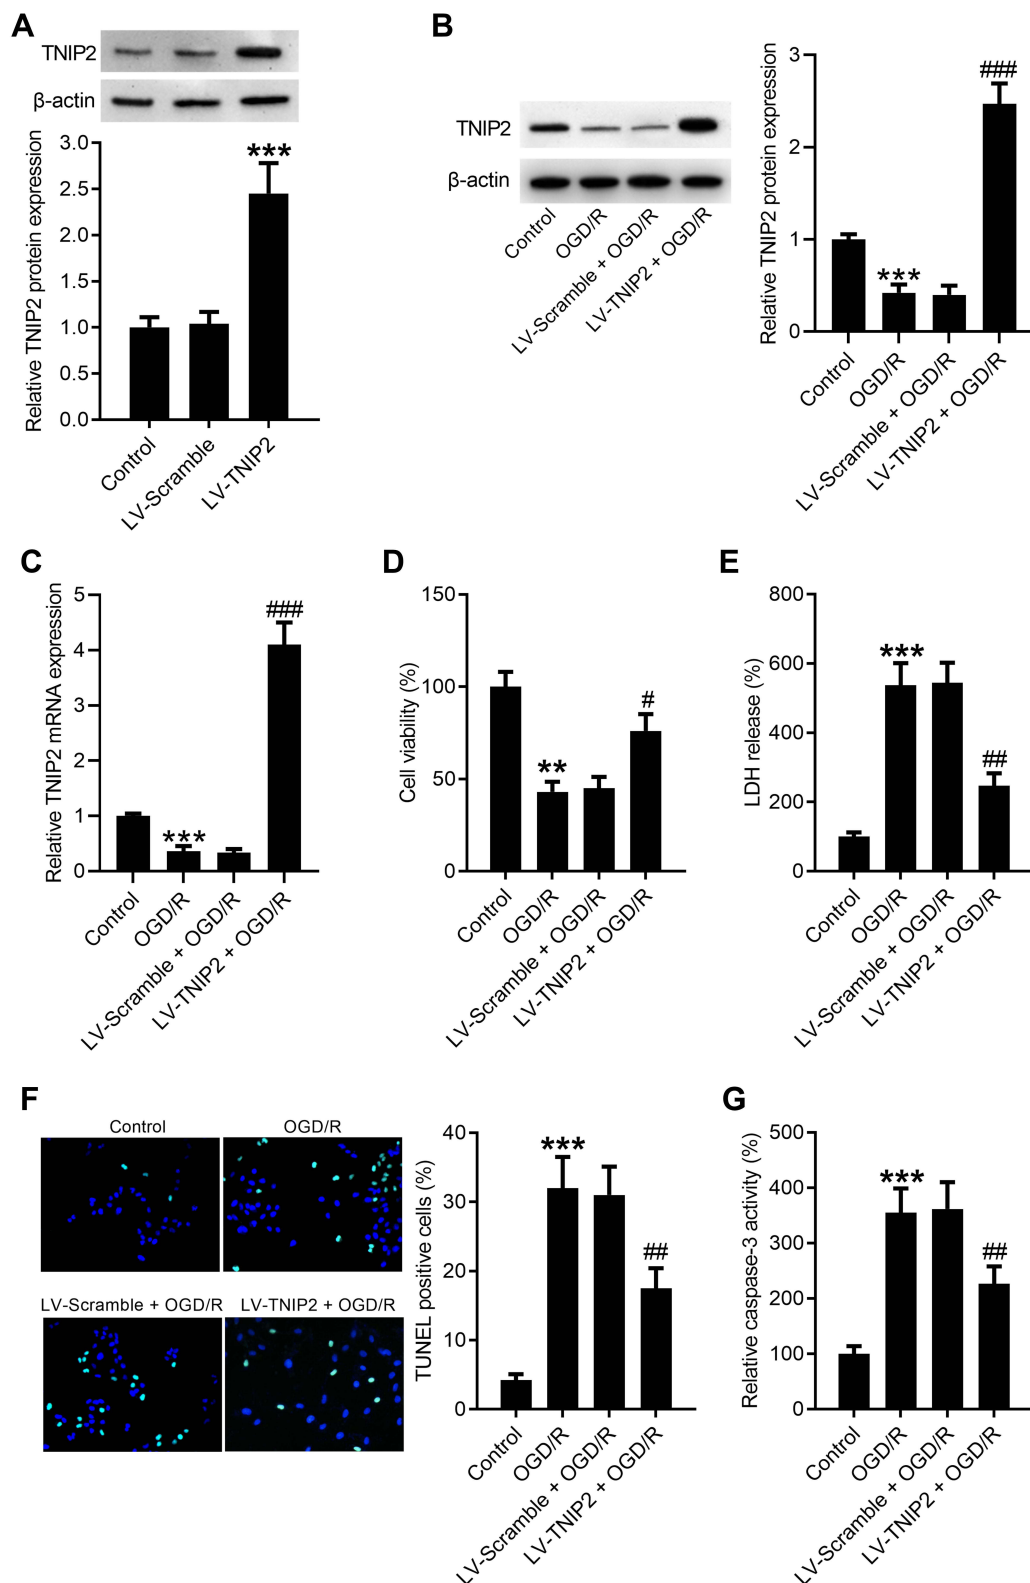 A
TNIP2
β-actin
Relative TNIP2 protein expression
3.0
2.5
2.0
1.5
1.0
0.5
0.0
***
Control
LV-Scramble
LV-TNIP2
B
TNIP2
β-actin
Control
OGD/R
LV-Scramble + OGD/R
LV-TNIP2 + OGD/R
Relative TNIP2 protein expression
3
2
1
0
***
###
Control
OGD/R
LV-Scramble + OGD/R
LV-TNIP2 + OGD/R
C
Relative TNIP2 mRNA expression
5
4
3
2
1
0
***
###
Control
OGD/R
LV-Scramble + OGD/R
LV-TNIP2 + OGD/R
D
Cell viability (%)
150
100
50
0
**
#
Control
OGD/R
LV-Scramble + OGD/R
LV-TNIP2 + OGD/R
E
LDH release (%)
800
600
400
200
0
***
##
Control
OGD/R
LV-Scramble + OGD/R
LV-TNIP2 + OGD/R
F
Control
OGD/R
LV-Scramble + OGD/R
LV-TNIP2 + OGD/R
TUNEL positive cells (%)
40
30
20
10
0
***
##
Control
OGD/R
LV-Scramble + OGD/R
LV-TNIP2 + OGD/R
G
Relative caspase-3 activity (%)
500
400
300
200
100
0
***
##
Control
OGD/R
LV-Scramble + OGD/R
LV-TNIP2 + OGD/R